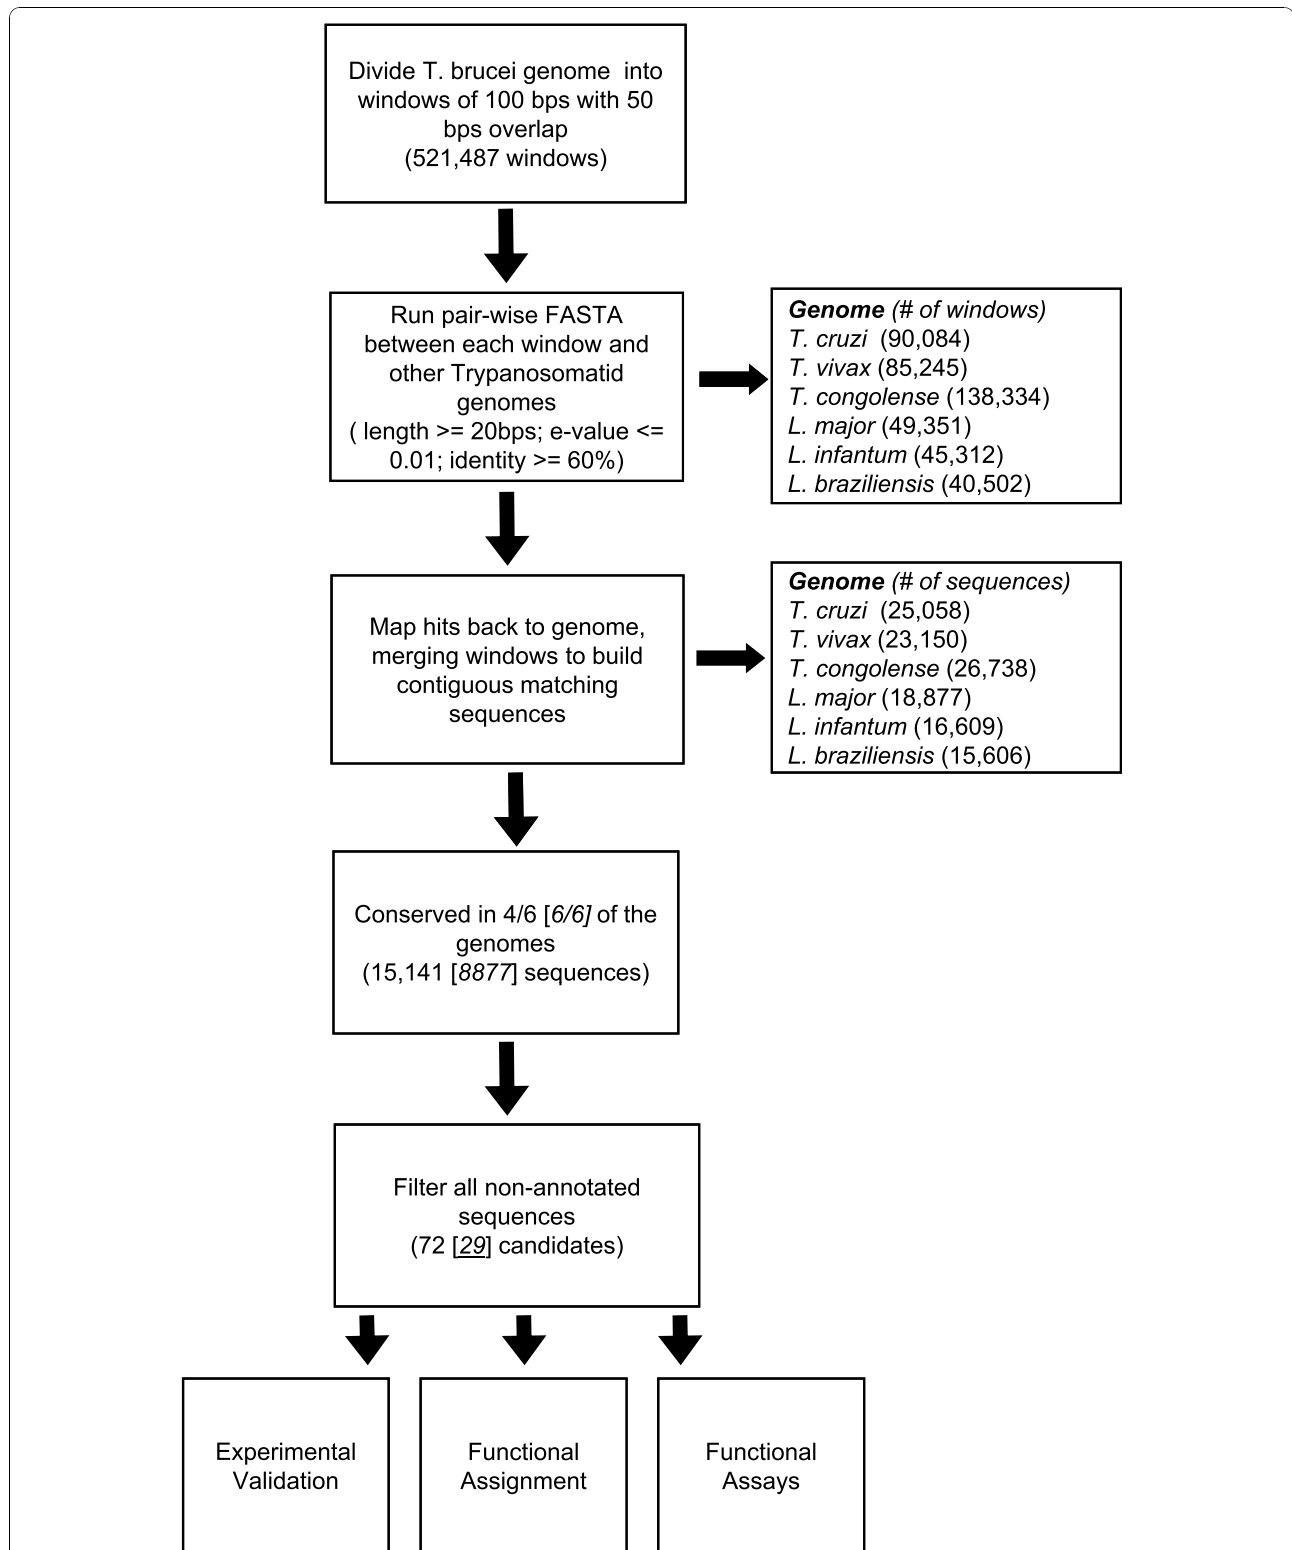 Divide T. brucei genome into
windows of 100 bps with 50
bps overlap
(521,487 windows)
Run pair-wise FASTA
between each window and
other Trypanosomatid
genomes
( length >= 20bps; e-value <=
0.01; identity >= 60%)
Genome (# of windows)
T. cruzi (90,084)
T. vivax (85,245)
T. congolense (138,334)
L. major (49,351)
L. infantum (45,312)
L. braziliensis (40,502)
Map hits back to genome,
merging windows to build
contiguous matching
sequences
Genome (# of sequences)
T. cruzi (25,058)
T. vivax (23,150)
T. congolense (26,738)
L. major (18,877)
L. infantum (16,609)
L. braziliensis (15,606)
Conserved in 4/6 [6/6] of the
genomes
(15,141 [8877] sequences)
Filter all non-annotated
sequences
(72 [29] candidates)
Experimental
Validation
Functional
Assignment
Functional
Assays